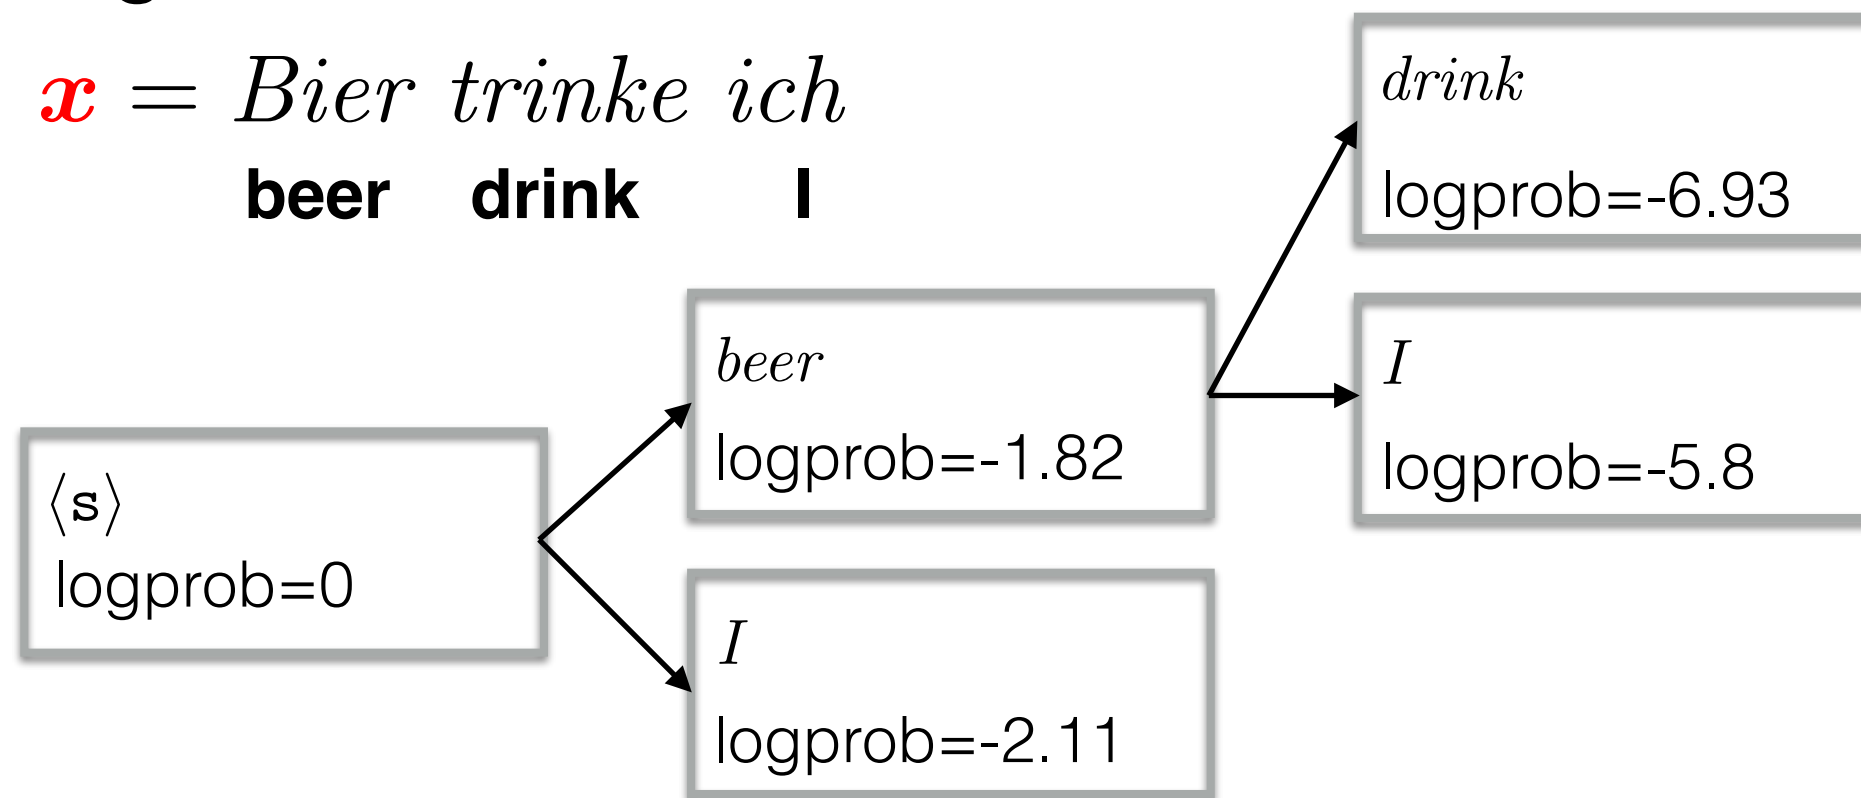 x = Bier trinke ich
beer drink I
drink
logprob=-6.93
beer
logprob=-1.82
I
logprob=-5.8
⟨s⟩
logprob=0
I
logprob=-2.11